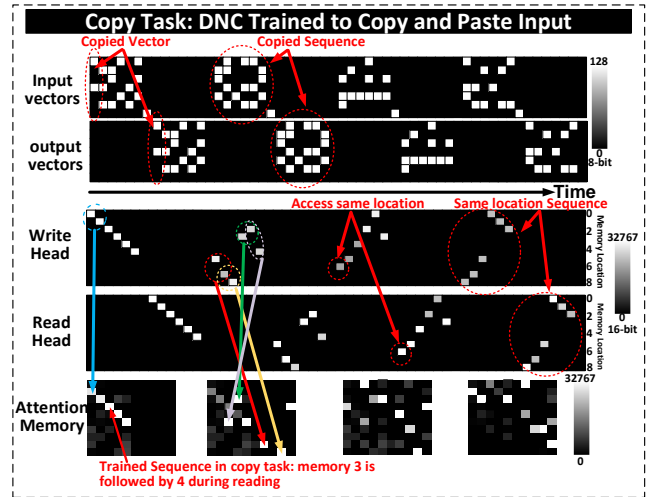 Copy Task: DNC Trained to Copy and Paste Input
Copied Vector
Copied Sequence
Input
vectors
128
output
vectors
0
8-bit
Time
Access same location
Same location Sequence
Write
Head
0
2
4
6
8
Memory Location
32767
Read
Head
0
2
4
6
8
Memory Location
0
16-bit
Attention
Memory
32767
0
Trained Sequence in copy task: memory 3 is
followed by 4 during reading